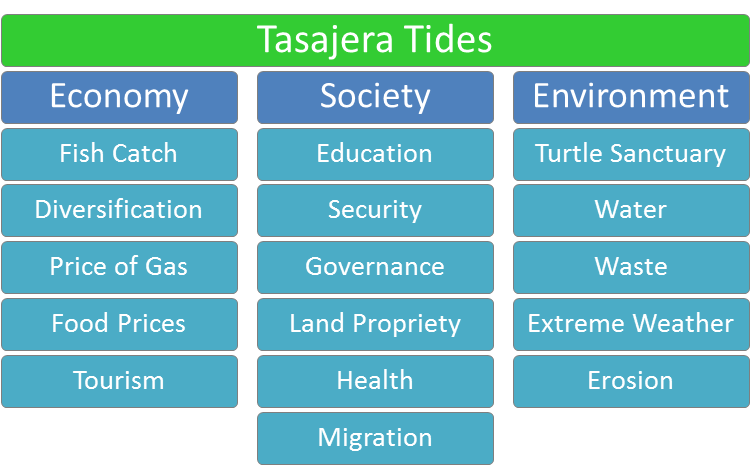 Tasajera Tides
Economy
Fish Catch
Diversification
Price of Gas
Food Prices
Tourism
Society
Education
Security
Governance
Land Propriety
Health
Migration
Environment
Turtle Sanctuary
Water
Waste
Extreme Weather
Erosion